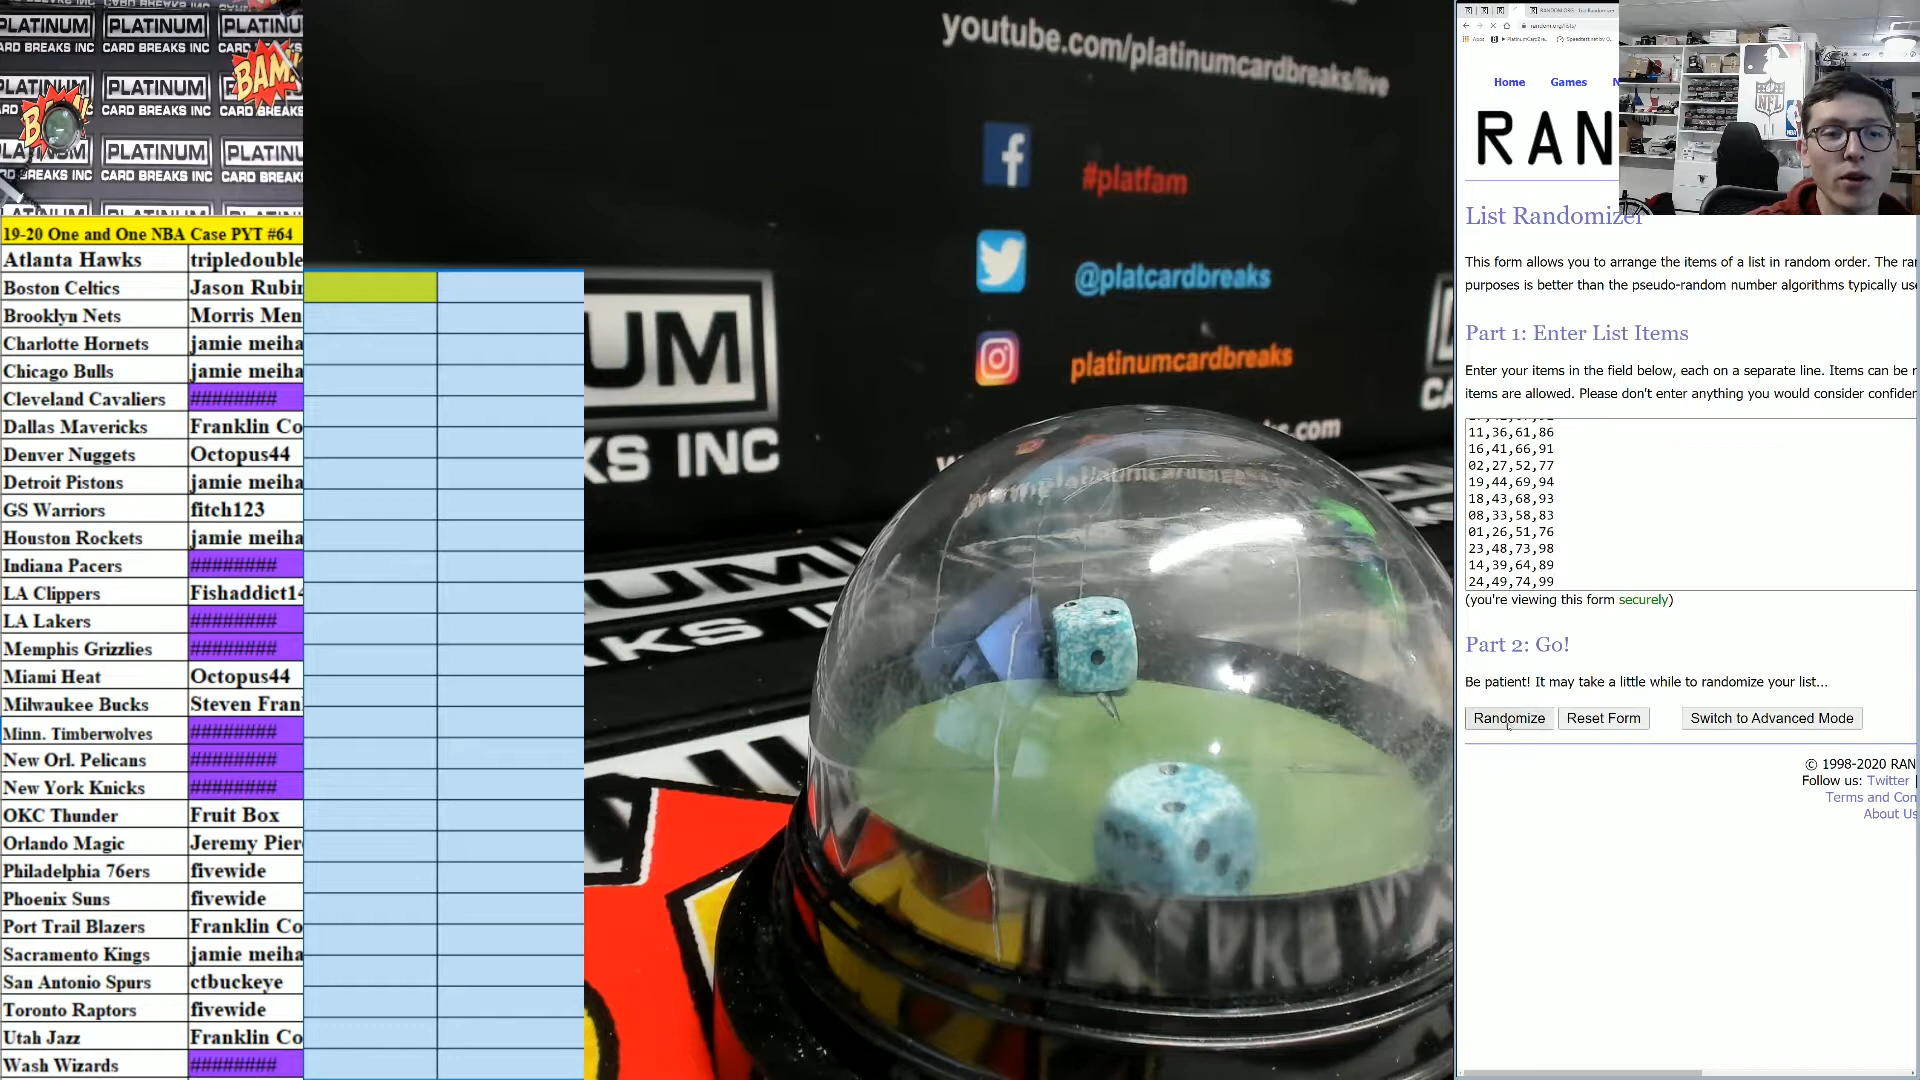 PLATINUM
CARD BREAKS INC
BAM!
youtube.com/platinumcardbreaks/live
#platfam
@platcardbreaks
platinumcardbreaks
KS INC
19-20 One and One NBA Case PYT #64
Atlanta Hawks tripledouble
Boston Celtics Jason Rubin
Brooklyn Nets Morris Men
Charlotte Hornets jamie meiha
Chicago Bulls jamie meiha
Cleveland Cavaliers ########
Dallas Mavericks Franklin Co
Denver Nuggets Octopus44
Detroit Pistons jamie meiha
GS Warriors fitch123
Houston Rockets jamie meiha
Indiana Pacers ########
LA Clippers Fishaddict14
LA Lakers ########
Memphis Grizzlies ########
Miami Heat Octopus44
Milwaukee Bucks Steven Fran
Minn. Timberwolves ########
New Orl. Pelicans ########
New York Knicks ########
OKC Thunder Fruit Box
Orlando Magic Jeremy Pier
Philadelphia 76ers fivewide
Phoenix Suns fivewide
Port Trail Blazers Franklin Co
Sacramento Kings jamie meiha
San Antonio Spurs ctbuckeye
Toronto Raptors fivewide
Utah Jazz Franklin Co
Wash Wizards ########
random.org/lists/
Home Games N
RAN
NFL
List Randomizer
This form allows you to arrange the items of a list in random order. The ra
purposes is better than the pseudo-random number algorithms typically us
Part 1: Enter List Items
Enter your items in the field below, each on a separate line. Items can be
items are allowed. Please don't enter anything you would consider confider
11,36,61,86
16,41,66,91
02,27,52,77
19,44,69,94
18,43,68,93
08,33,58,83
01,26,51,76
23,48,73,98
14,39,64,89
24,49,74,99
(you're viewing this form securely)
Part 2: Go!
Be patient! It may take a little while to randomize your list...
Randomize Reset Form Switch to Advanced Mode
© 1998-2020 RAN
Follow us: Twitter |
Terms and Con
About Us